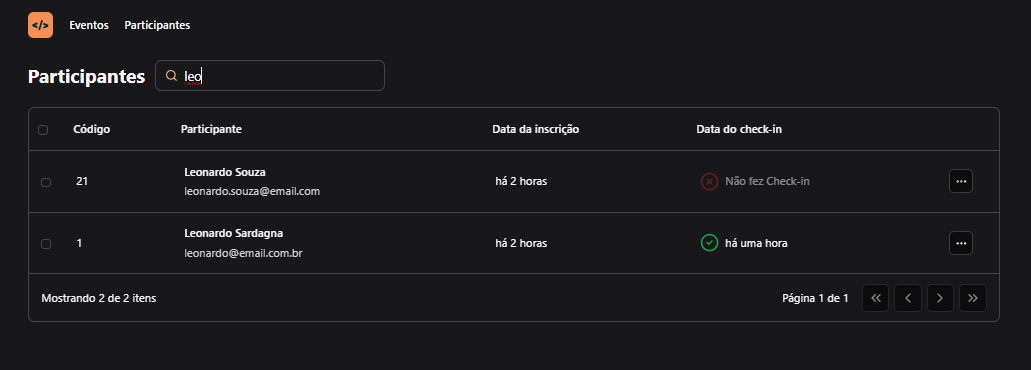 </> Eventos Participantes
Participantes leo
Código Participante Data da inscrição Data do check-in
21 Leonardo Souza leonardo.souza@email.com há 2 horas Não fez Check-in
1 Leonardo Sardagna leonardo@email.com.br há 2 horas há uma hora
Mostrando 2 de 2 itens Página 1 de 1